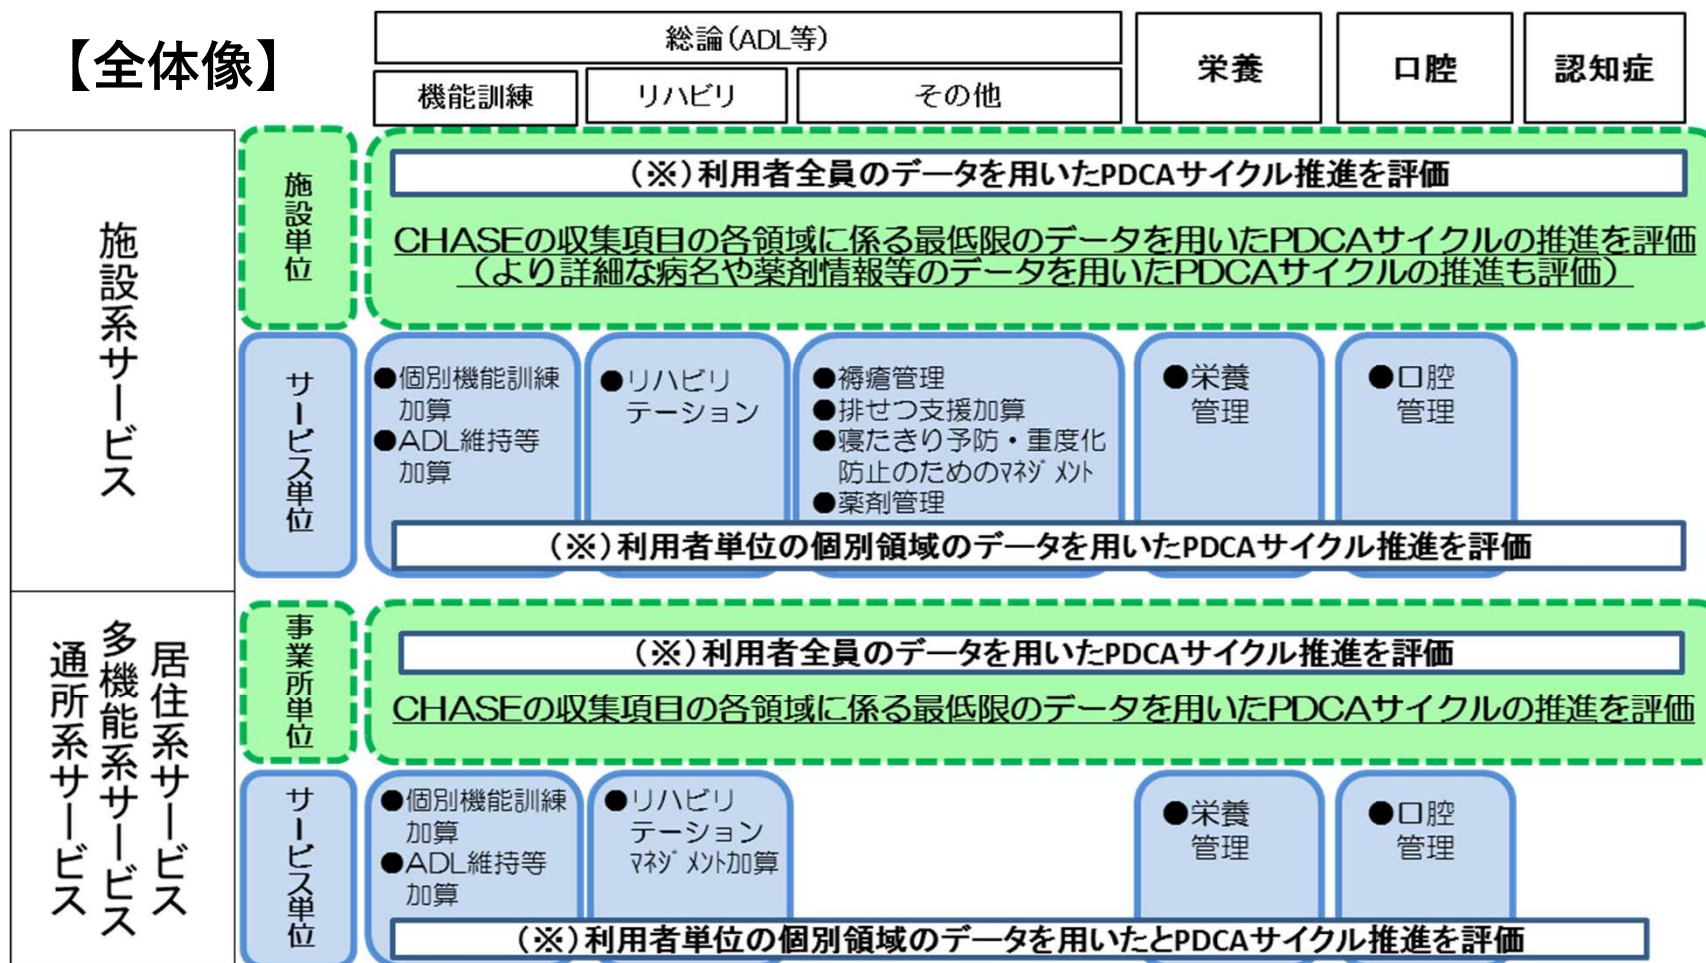 【全体像】
総論(ADL等)
機能訓練
リハビリ
その他
栄養
口腔
認知症
施設系サービス
施設単位
(※)利用者全員のデータを用いたPDCAサイクル推進を評価
CHASEの収集項目の各領域に係る最低限のデータを用いたPDCAサイクルの推進を評価
(より詳細な病名や薬剤情報等のデータを用いたPDCAサイクルの推進も評価)
サービス単位
●個別機能訓練
加算
●ADL維持等
加算
●リハビリ
テーション
●褥瘡管理
●排せつ支援加算
●寝たきり予防・重度化
防止のためのマネジメント
●薬剤管理
●栄養
管理
●口腔
管理
(※)利用者単位の個別領域のデータを用いたPDCAサイクル推進を評価
居住系サービス
多機能系サービス
通所系サービス
事業所単位
(※)利用者全員のデータを用いたPDCAサイクル推進を評価
CHASEの収集項目の各領域に係る最低限のデータを用いたPDCAサイクルの推進を評価
サービス単位
●個別機能訓練
加算
●ADL維持等
加算
●リハビリ
テーション
マネジメント加算
●栄養
管理
●口腔
管理
(※)利用者単位の個別領域のデータを用いたとPDCAサイクル推進を評価